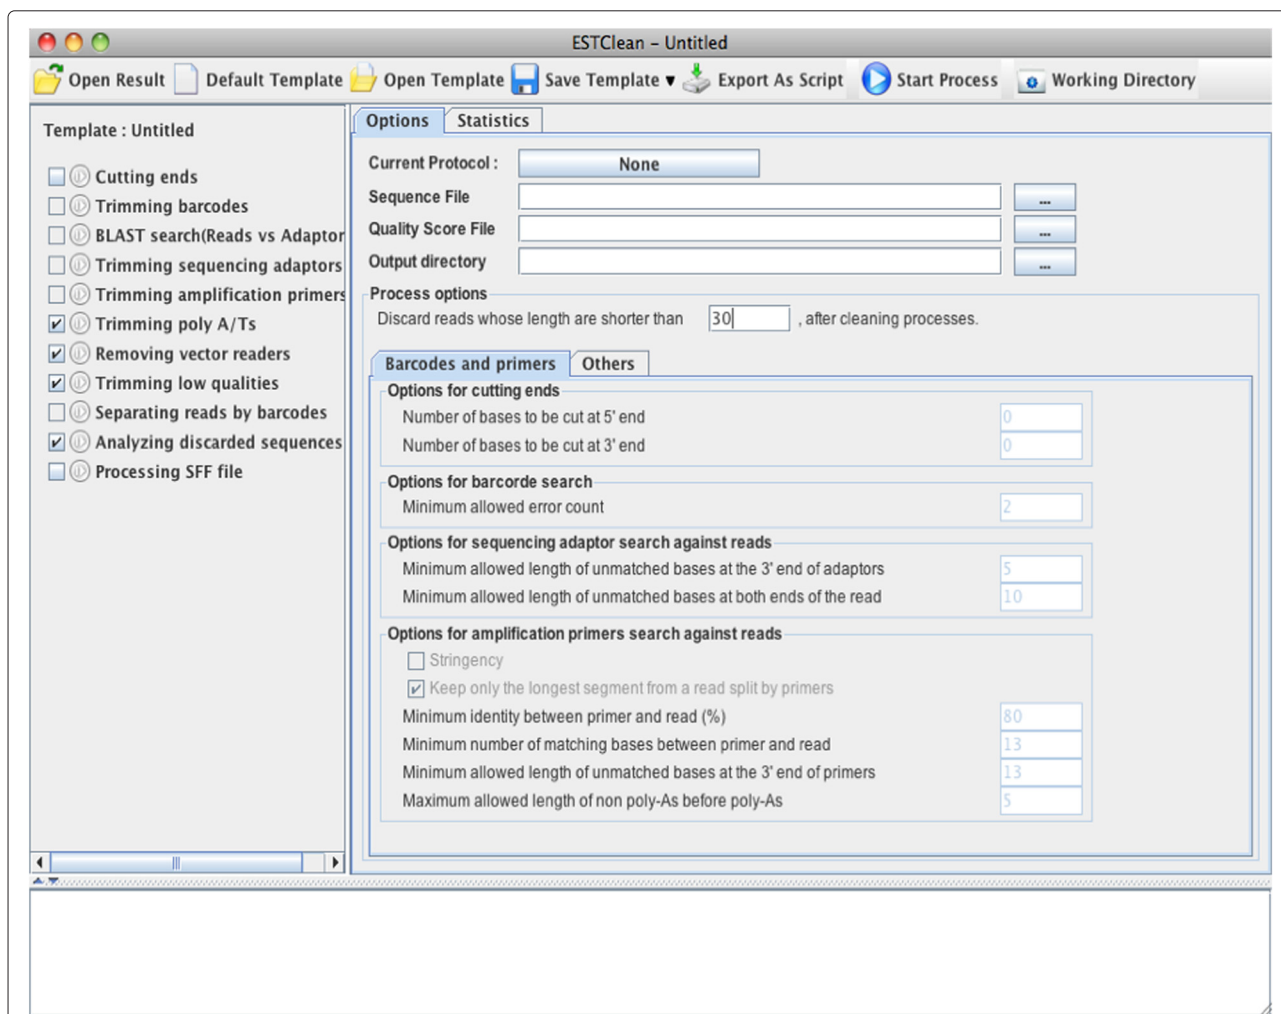 ESTClean – Untitled
Open Result Default Template Open Template Save Template ▾ Export As Script Start Process Working Directory
Template : Untitled
Cutting ends
Trimming barcodes
BLAST search(Reads vs Adaptor
Trimming sequencing adaptors
Trimming amplification primers
Trimming poly A/Ts
Removing vector readers
Trimming low qualities
Separating reads by barcodes
Analyzing discarded sequences
Processing SFF file
Options Statistics
Current Protocol : None
Sequence File ...
Quality Score File ...
Output directory ...
Process options
Discard reads whose length are shorter than 30 , after cleaning processes.
Barcodes and primers Others
Options for cutting ends
Number of bases to be cut at 5' end 0
Number of bases to be cut at 3' end 0
Options for barcorde search
Minimum allowed error count 2
Options for sequencing adaptor search against reads
Minimum allowed length of unmatched bases at the 3' end of adaptors 5
Minimum allowed length of unmatched bases at both ends of the read 10
Options for amplification primers search against reads
Stringency
Keep only the longest segment from a read split by primers
Minimum identity between primer and read (%) 80
Minimum number of matching bases between primer and read 13
Minimum allowed length of unmatched bases at the 3' end of primers 13
Maximum allowed length of non poly-As before poly-As 5